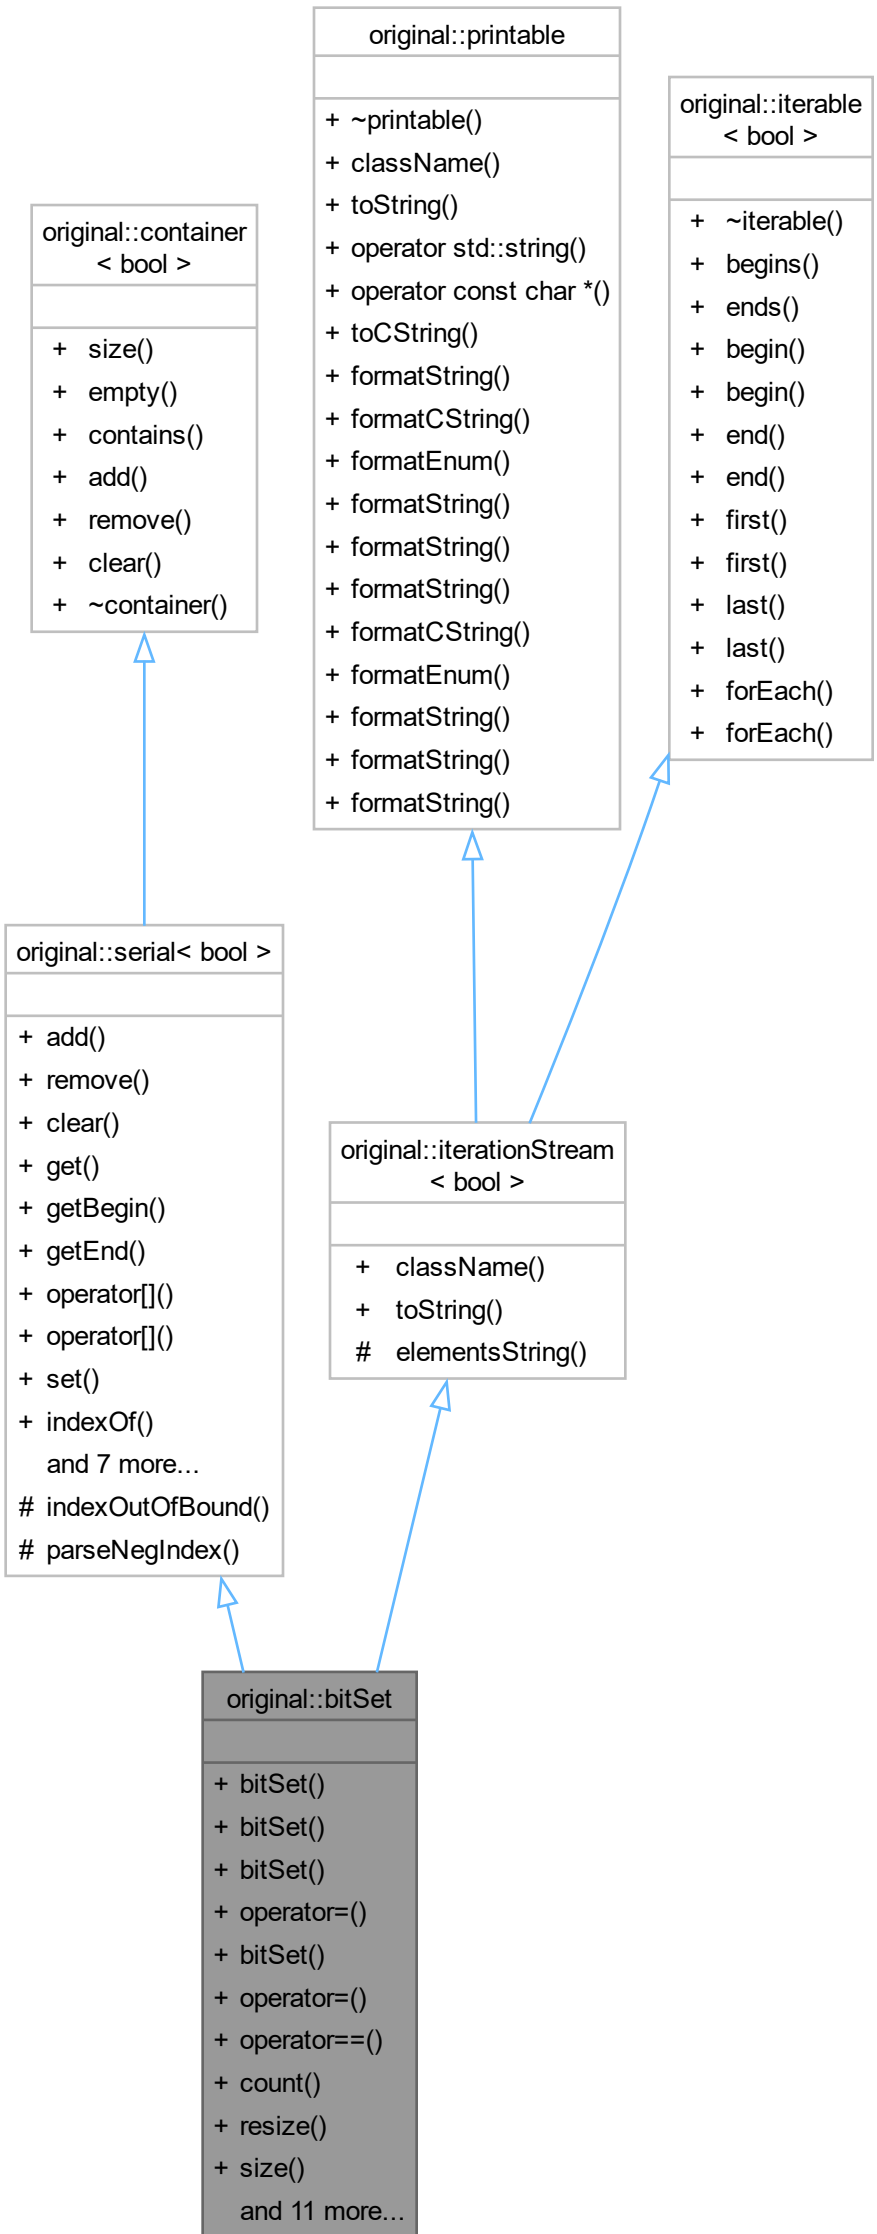 original::printable
+ ~printable()
+ className()
+ toString()
+ operator std::string()
+ operator const char *()
+ toCString()
+ formatString()
+ formatCString()
+ formatEnum()
+ formatString()
+ formatString()
+ formatString()
+ formatCString()
+ formatEnum()
+ formatString()
+ formatString()
+ formatString()
original::iterable
< bool >
+ ~iterable()
+ begins()
+ ends()
+ begin()
+ begin()
+ end()
+ end()
+ first()
+ first()
+ last()
+ last()
+ forEach()
+ forEach()
original::container
< bool >
+ size()
+ empty()
+ contains()
+ add()
+ remove()
+ clear()
+ ~container()
original::serial< bool >
+ add()
+ remove()
+ clear()
+ get()
+ getBegin()
+ getEnd()
+ operator[]()
+ operator[]()
+ set()
+ indexOf()
and 7 more...
# indexOutOfBound()
# parseNegIndex()
original::iterationStream
< bool >
+ className()
+ toString()
# elementsString()
original::bitSet
+ bitSet()
+ bitSet()
+ bitSet()
+ operator=()
+ bitSet()
+ operator=()
+ operator==()
+ count()
+ resize()
+ size()
and 11 more...